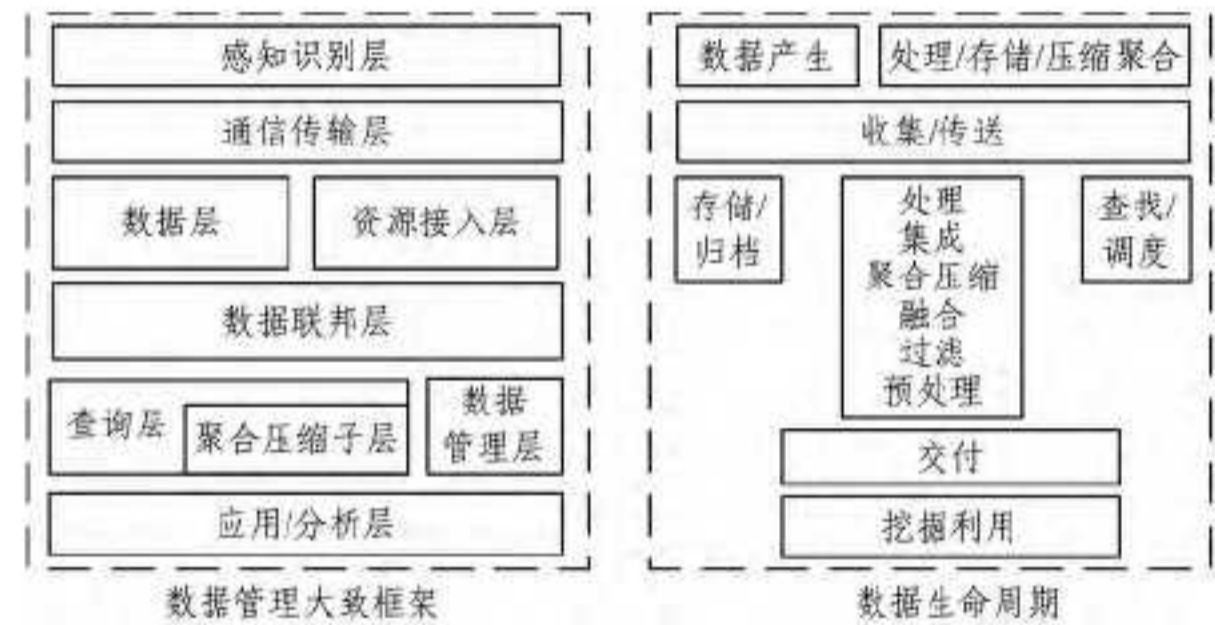 感知识别层
通信传输层
数据层
资源接入层
数据联邦层
查询层
聚合压缩子层
数据
管理层
应用/分析层
数据管理大致框架
数据产生
处理/存储/压缩聚合
收集/传送
存储/
归档
处理
集成
聚合压缩
融合
过滤
预处理
查找/
调度
交付
挖掘利用
数据生命周期